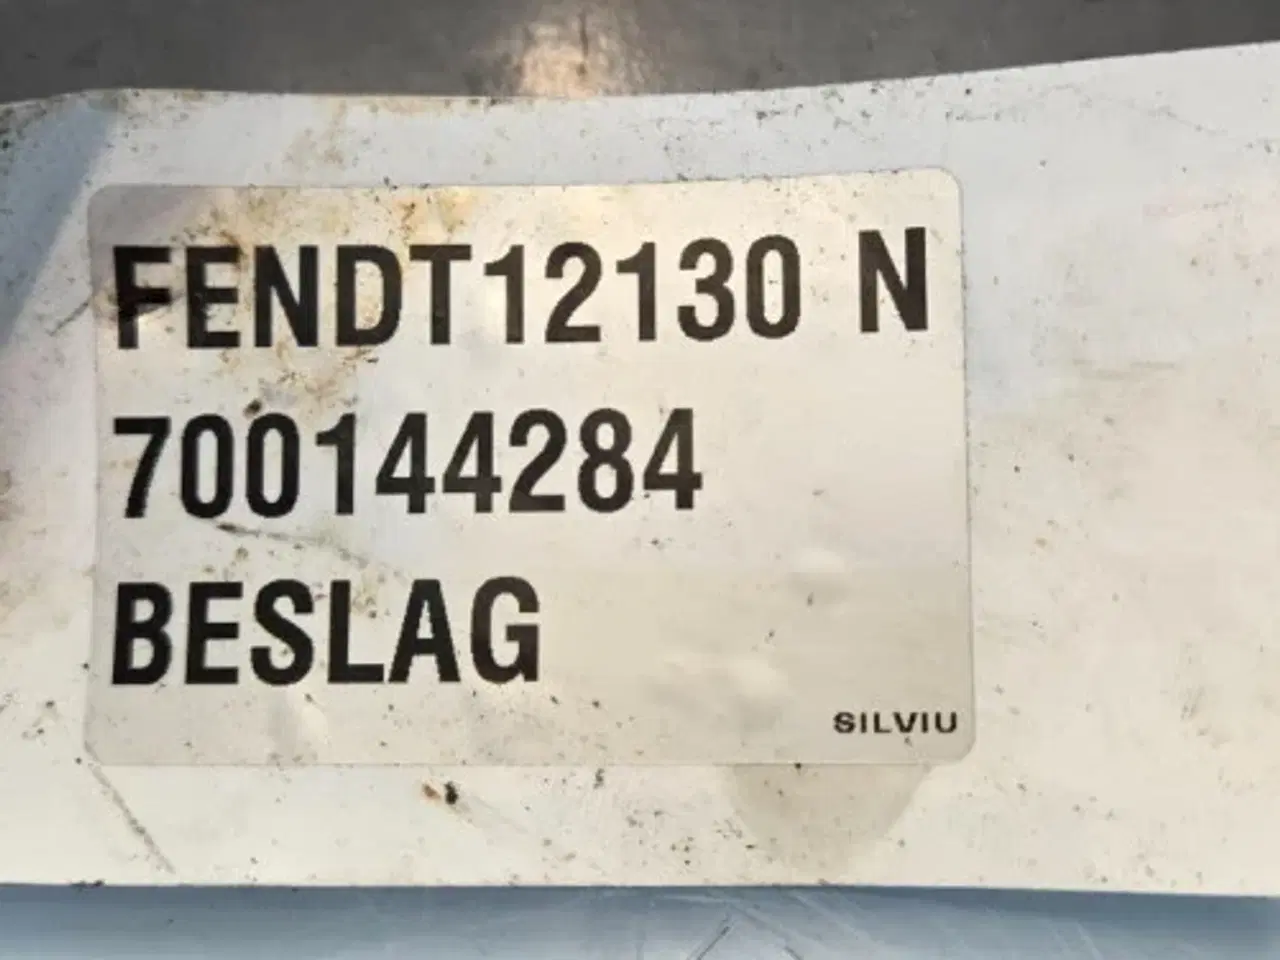 FENDT12130 N
700144284
BESLAG
SILVIU